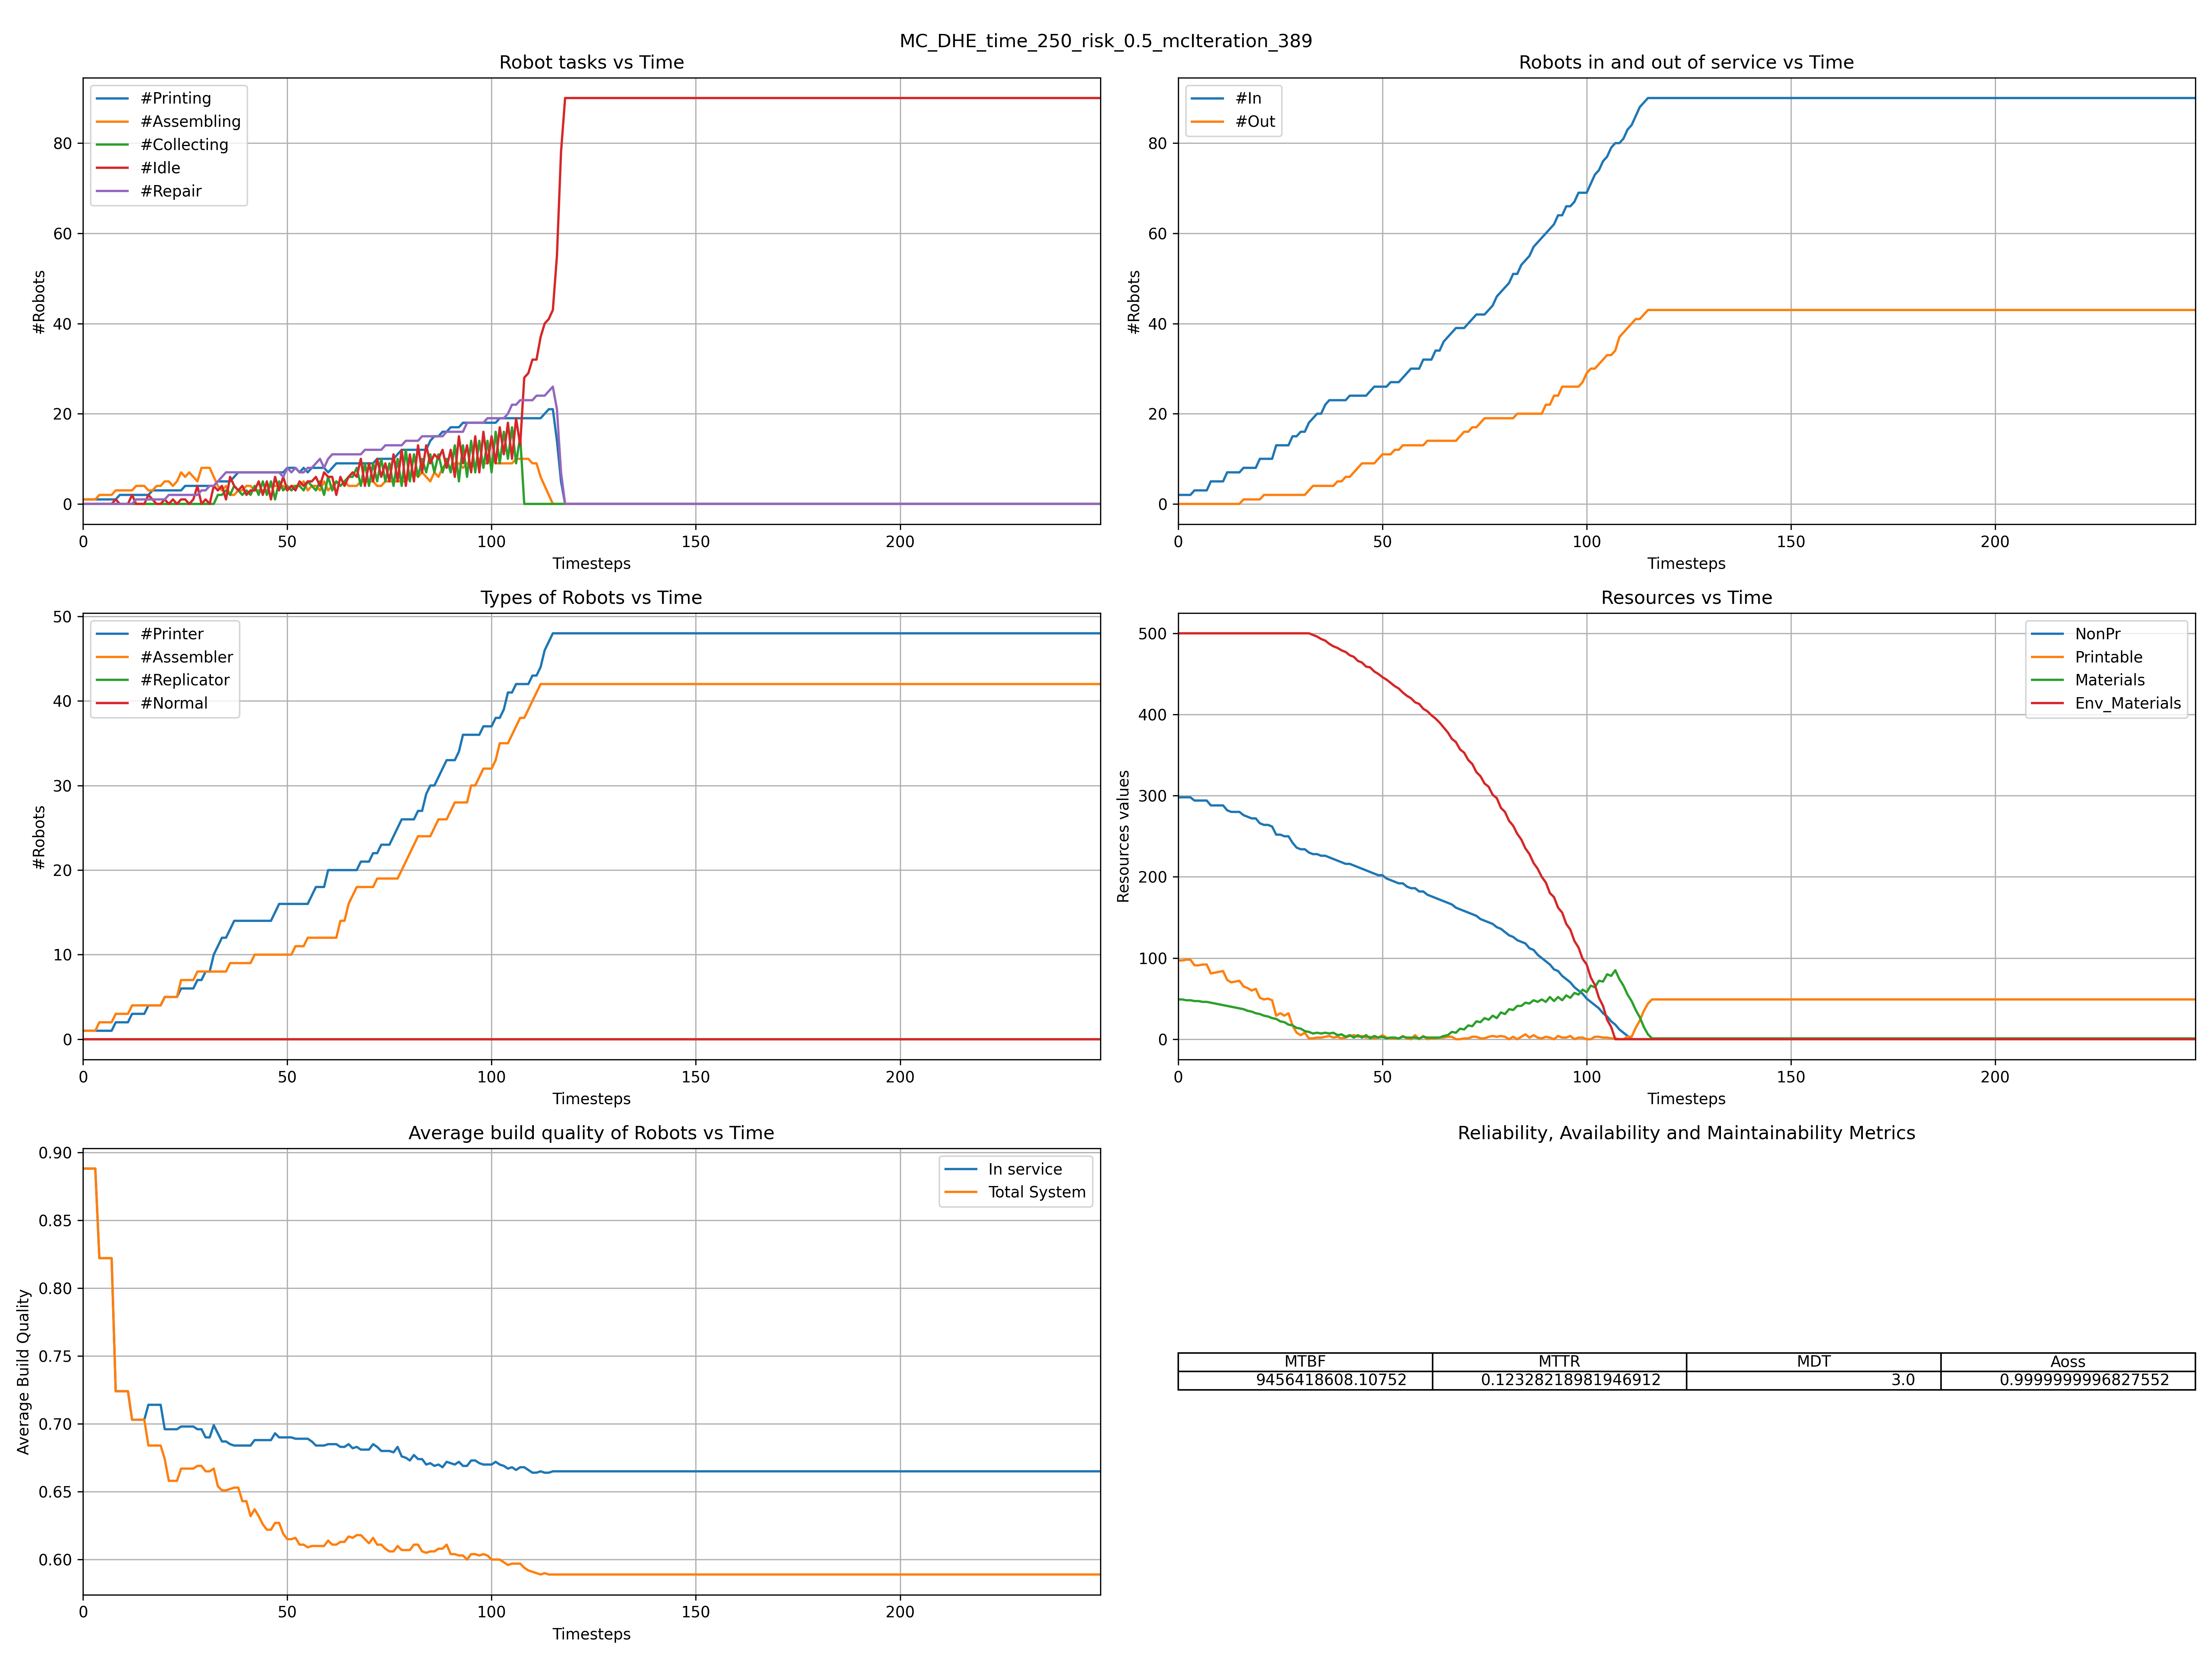 MC_DHE_time_250_risk_0.5_mcIteration_389
Robot tasks vs Time
#Printing
#Assembling
#Collecting
#Idle
#Repair
80
60
40
20
0
#Robots
0 50 100 150 200
Timesteps
Robots in and out of service vs Time
#In
#Out
80
60
40
20
0
#Robots
0 50 100 150 200
Timesteps
Types of Robots vs Time
#Printer
#Assembler
#Replicator
#Normal
50
40
30
20
10
0
#Robots
0 50 100 150 200
Timesteps
Resources vs Time
NonPr
Printable
Materials
Env_Materials
500
400
300
200
100
0
Resources values
0 50 100 150 200
Timesteps
Average build quality of Robots vs Time
In service
Total System
0.90
0.85
0.80
0.75
0.70
0.65
0.60
Average Build Quality
0 50 100 150 200
Timesteps
Reliability, Availability and Maintainability Metrics
MTBF MTTR MDT Aoss
9456418608.10752 0.12328218981946912 3.0 0.9999999996827552